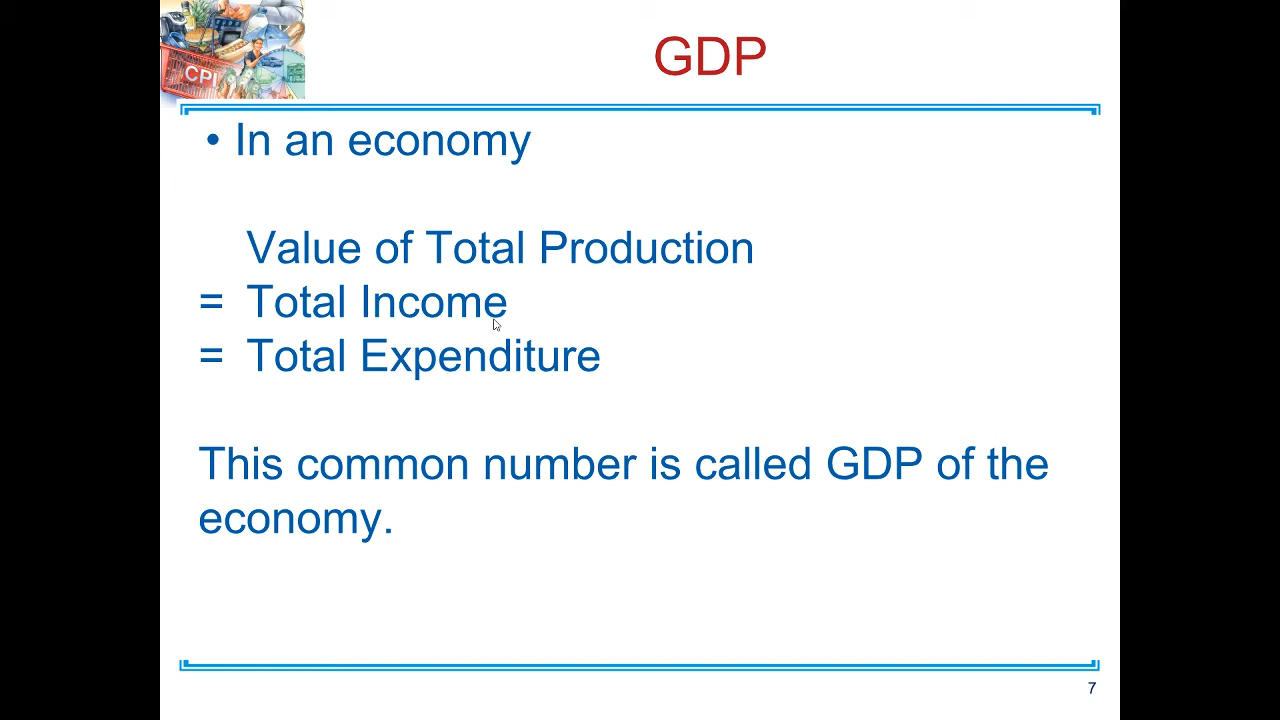 CPI
GDP
• In an economy
Value of Total Production
= Total Income
= Total Expenditure
This common number is called GDP of the
economy.
7